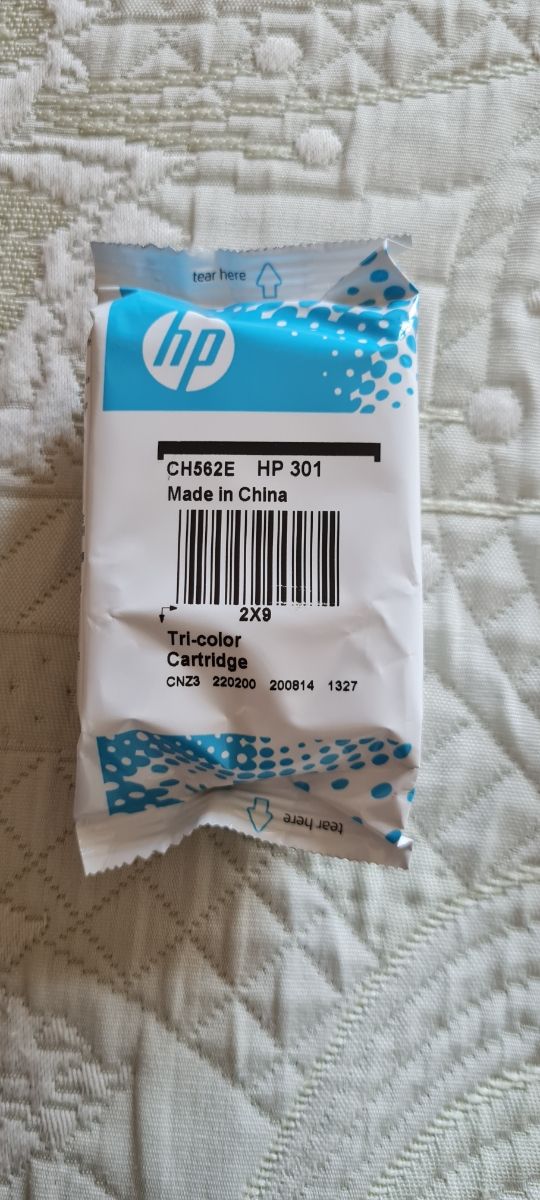 tear here
hp
CH562E HP 301
Made in China
2X9
Tri-color
Cartridge
CNZ3 220200 200814 1327
tear here